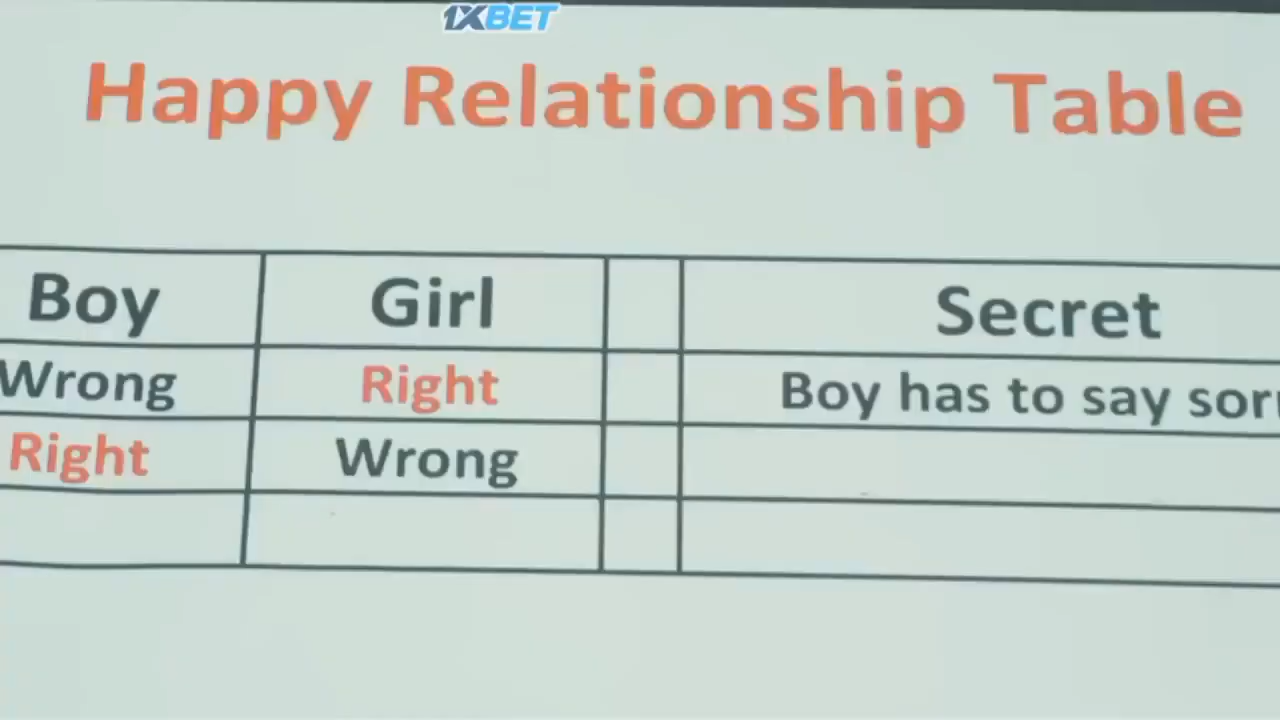 1XBET
Happy Relationship Table
Boy Girl Secret
Wrong Right Boy has to say
Right Wrong